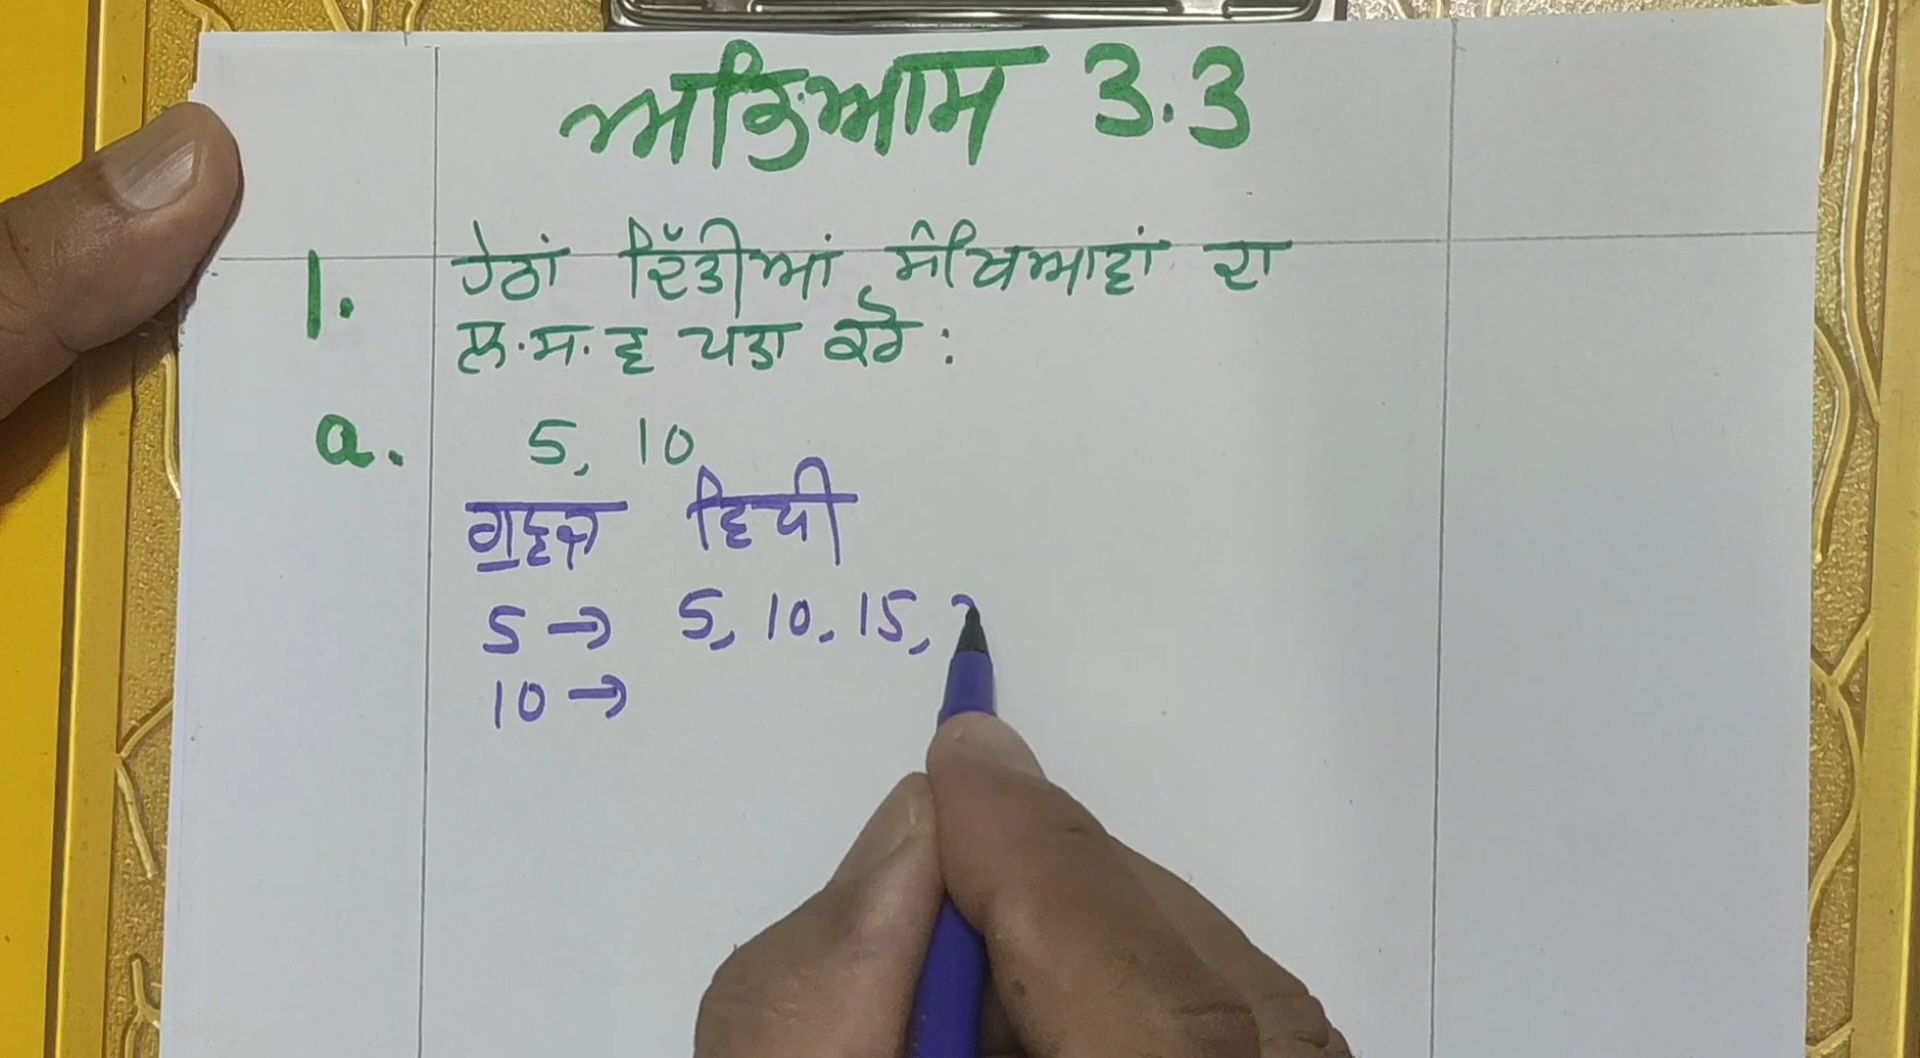 ਅਭਿਆਸ 3.3
1. ਹੇਠਾਂ ਦਿੱਤੀਆਂ ਸੰਖਿਆਵਾਂ ਦਾ
ਲ.ਸ.ਵ ਪਤਾ ਕਰੋ :
a. 5, 10
ਗੁਣਜ ਵਿਧੀ
5 → 5, 10, 15,
10 →